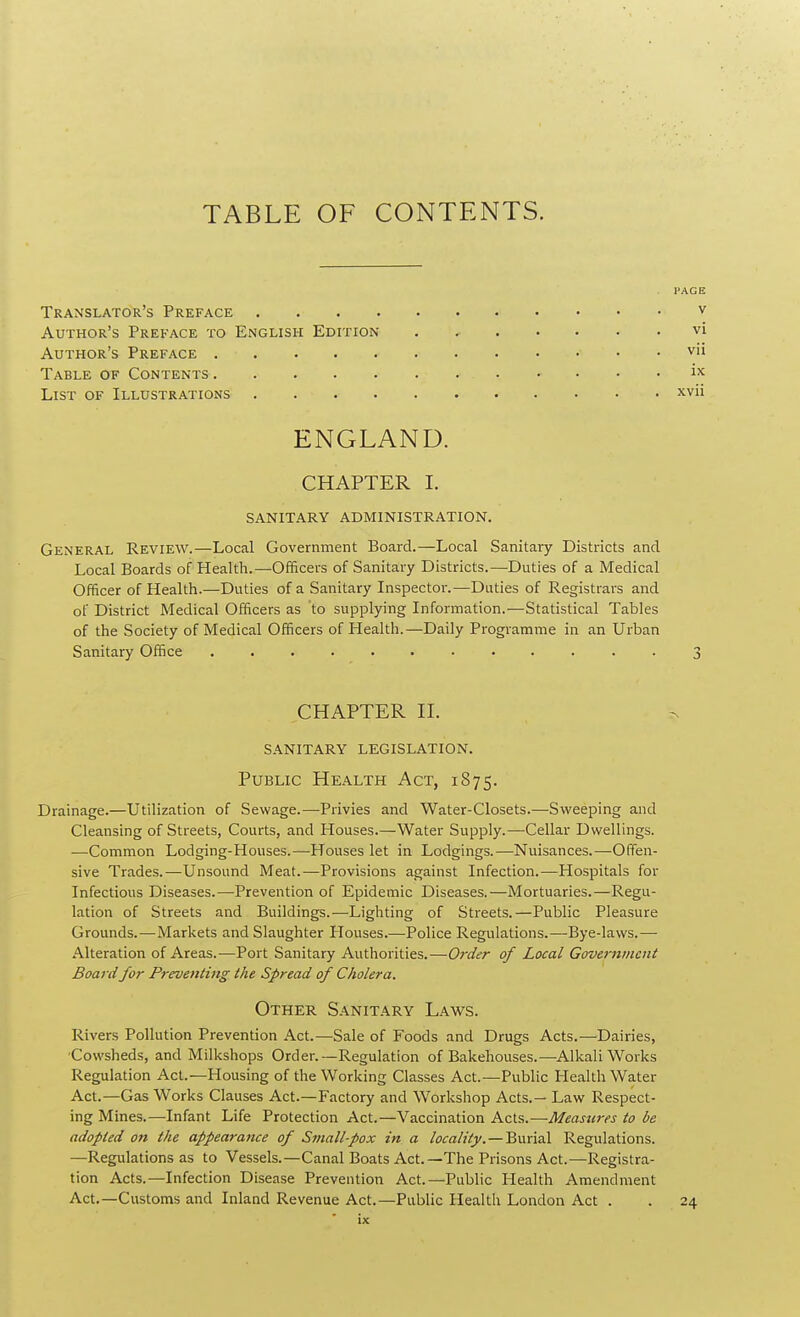 TABLE OF CONTENTS.
PAGE
Translator's Preface . . . . . . . . . . . v
Author's Preface to English Edition . . . . . . . vi
Author's Preface . . . . . . . . . . . . vii
Table of Contents . . . . . . . . . . . . ix
List of Illustrations . . . . . . . . . . . xvii
ENGLAND.
CHAPTER I.
SANITARY ADMINISTRATION.
General Review.—Local Government Board.—Local Sanitary Districts and
Local Boards of Health.—Officers of Sanitary Districts.—Duties of a Medical
Officer of Health.—Duties of a Sanitary Inspector.—Duties of Registrars and
of District Medical Officers as to supplying Information.—Statistical Tables
of the Society of Medical Officers of Health.—Daily Programme in an Urban
Sanitary Office . . . . . . . . . . . . 3
CHAPTER II.
SANITARY LEGISLATION.
Public Health Act, 1875.
Drainage.—Utilization of Sewage.—Privies and Water-Closets.—Sweeping and
Cleansing of Streets, Courts, and Houses.—Water Supply.—Cellar Dwellings.
—Common Lodging-Houses.—Houses let in Lodgings.—Nuisances.—Offen-
sive Trades.—Unsound Meat.—Provisions against Infection.—Hospitals for
Infectious Diseases.—Prevention of Epidemic Diseases.—Mortuaries.—Regu-
lation of Streets and Buildings.—Lighting of Streets.—Public Pleasure
Grounds.—Markets and Slaughter Houses.—Police Regulations.—Bye-laws.—
Alteration of Areas.—Port Sanitary Authorities.—Order of Local Government
Board for Preventing the Spread of Cholera.
Other Sanitary Laws.
Rivers Pollution Prevention Act.—Sale of Foods and Drugs Acts.—Dairies,
Cowsheds, and Milkshops Order.—Regulation of Bakehouses.—Alkali Works
Regulation Act.—Housing of the Working Classes Act.—Public Health Water
Act.—Gas Works Clauses Act.—Factory and Workshop Acts.—Law Respect-
ing Mines.—Infant Life Protection Act.—Vaccination Acts.—Measures to be
adopted on the appearance of Small-pox in a locality.—Burial Regulations.
—Regulations as to Vessels.—Canal Boats Act.—The Prisons Act.—Registra-
tion Acts.—Infection Disease Prevention Act.—Public Health Amendment
Act.—Customs and Inland Revenue Act.—Public Health London Act . . 24
ix